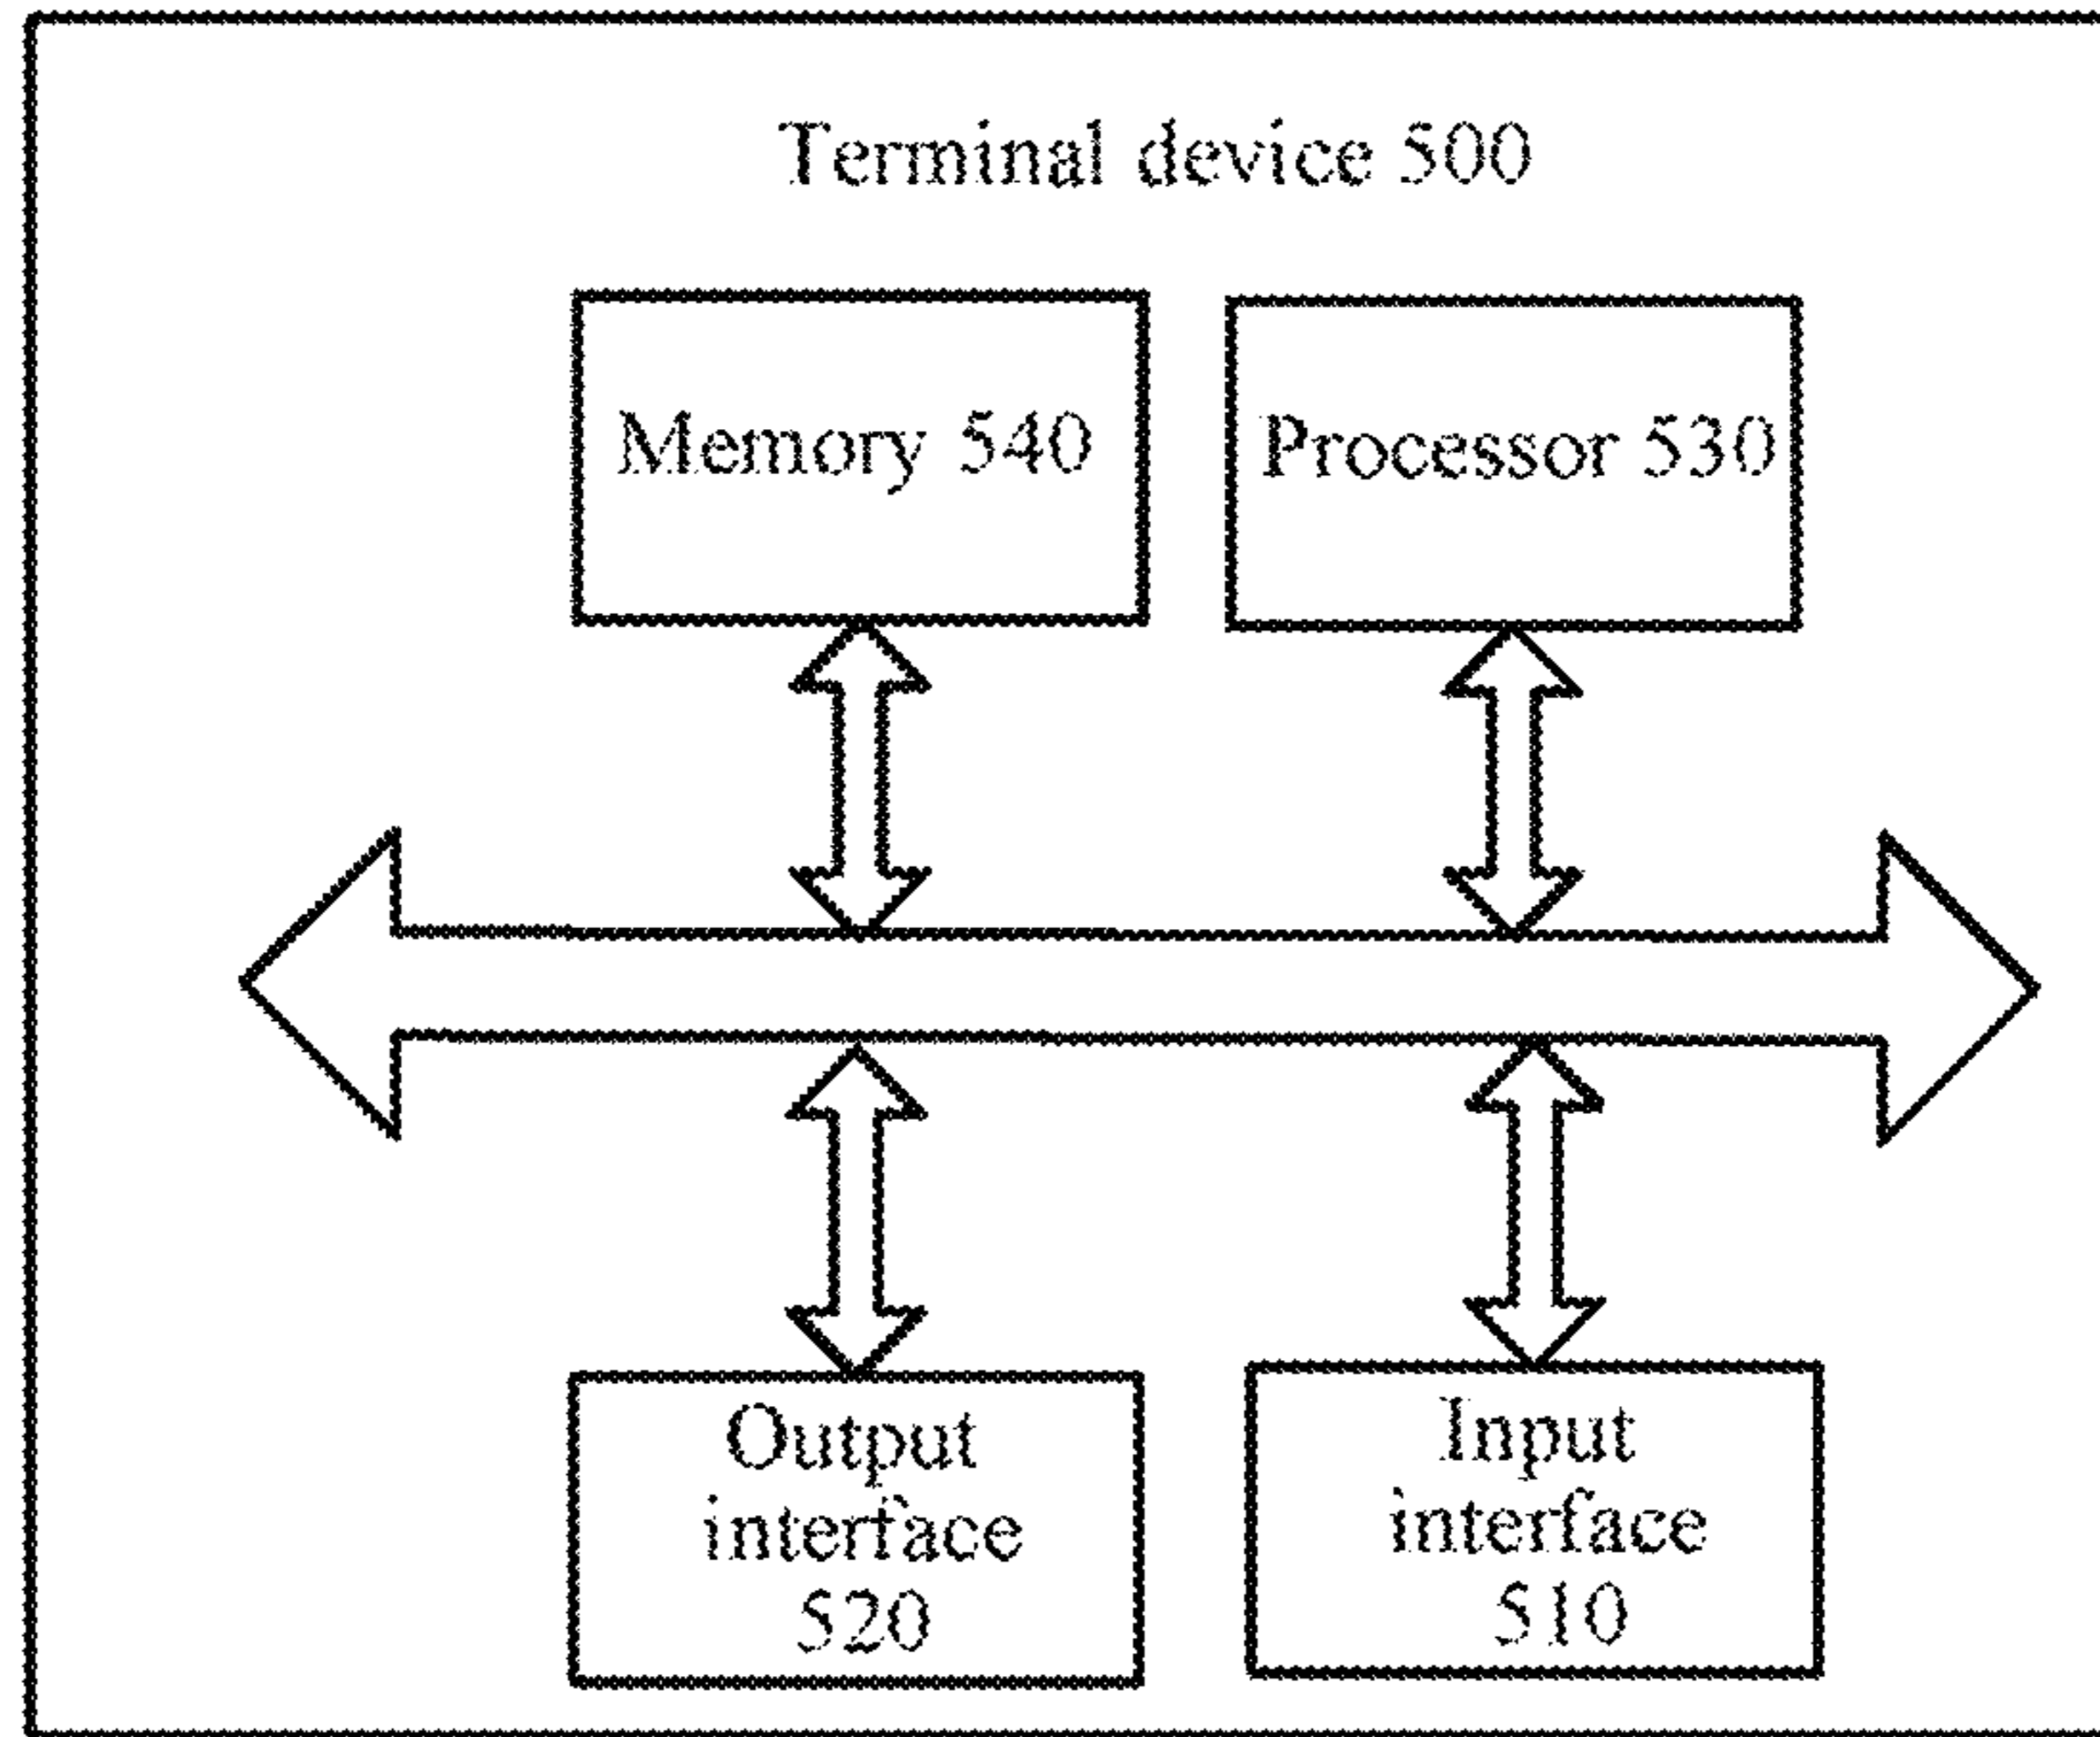 Terminal device 500
Memory 540
Processor 530
Output
interface
520
Input
interface
510